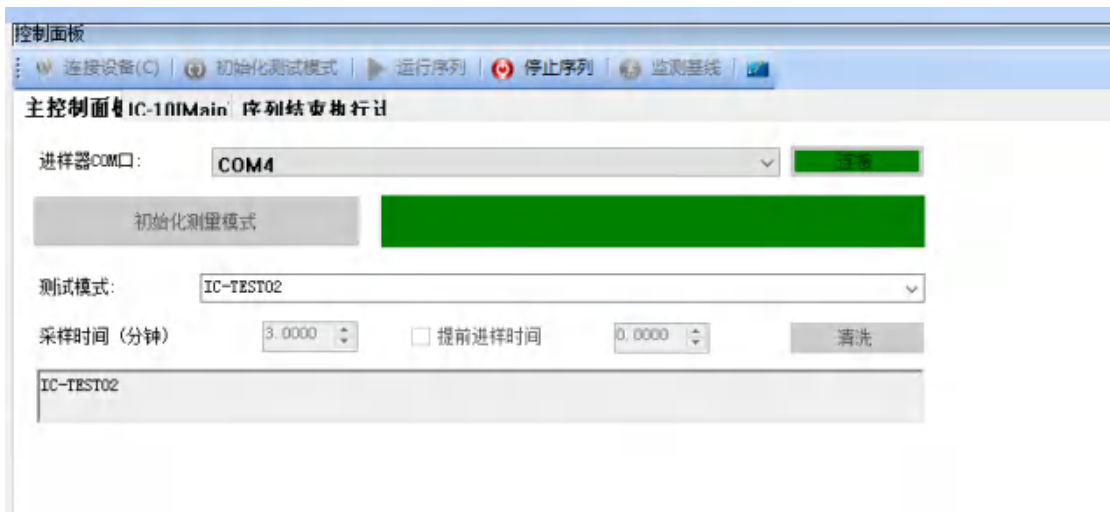 控制面板
连接设备(C) 初始化测试模式 运行序列 停止序列 监测基线
主控制面 IC-10[Main] 序列结束执行计
进样器COM口: COM4 连接
初始化测量模式
测试模式: IC-TEST02
采样时间（分钟） 3.0000 提前进样时间 0.0000 清洗
IC-TEST02